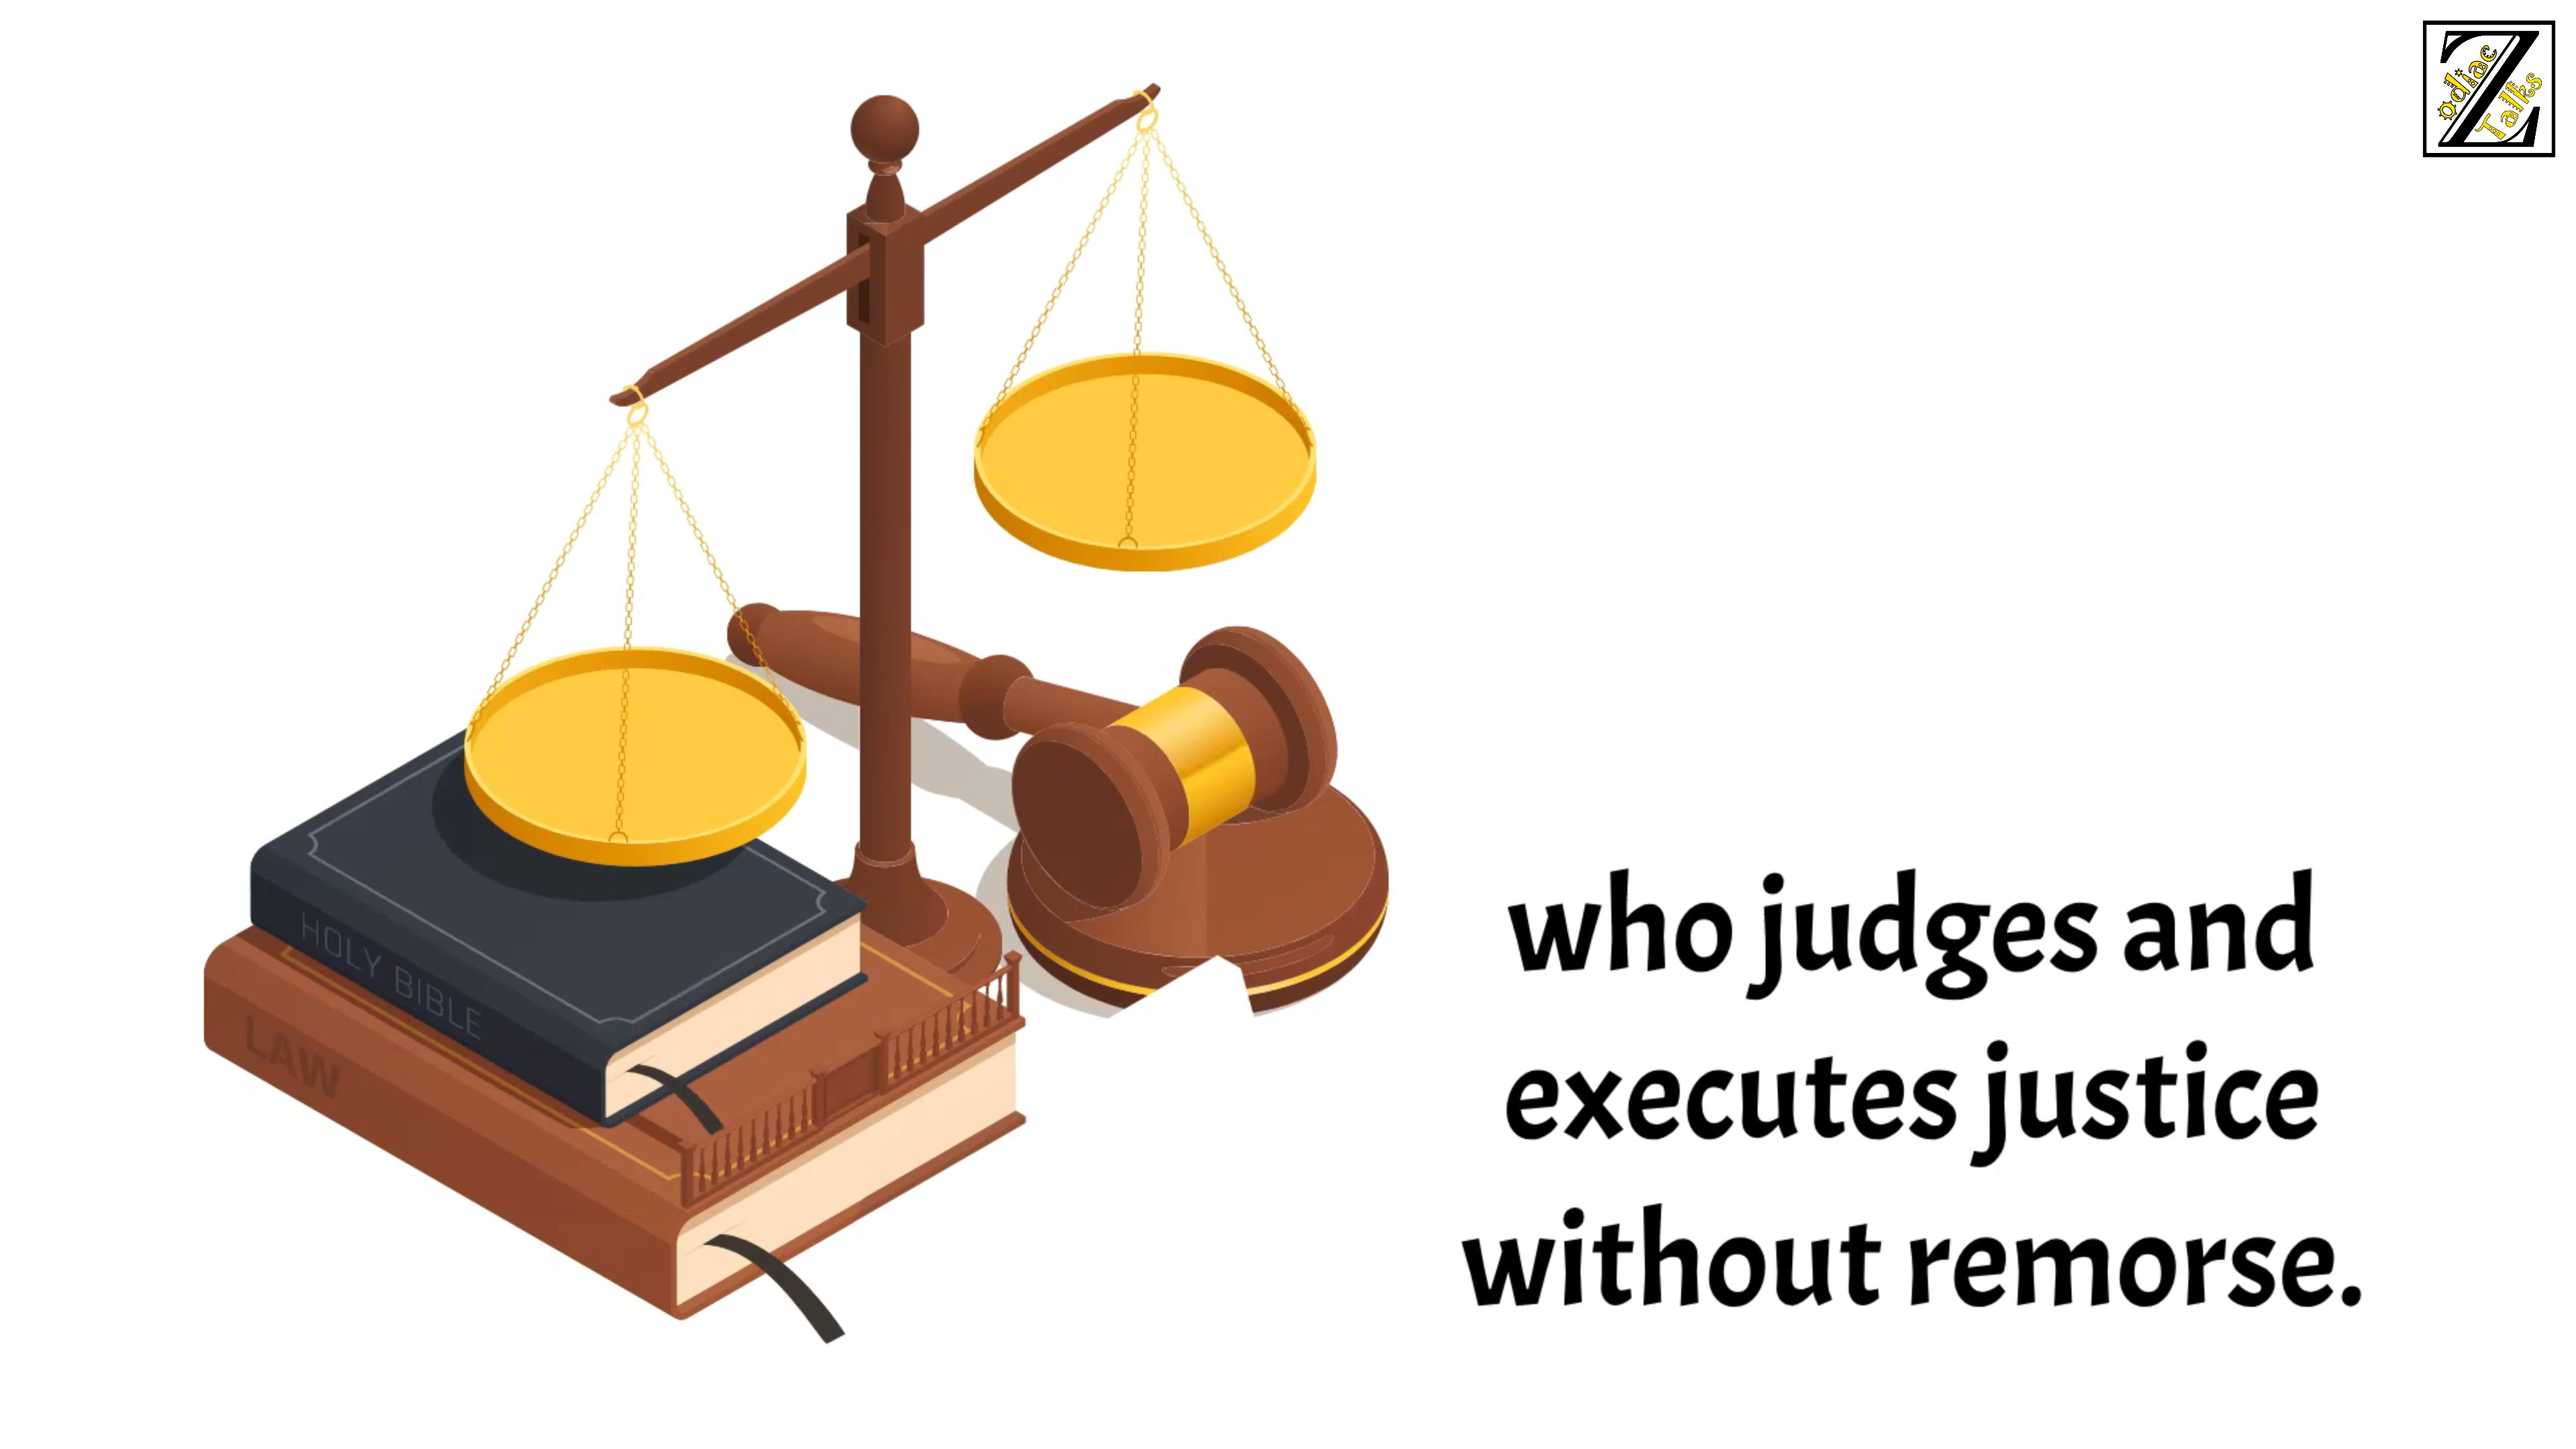 Zodiac
Talks
HOLY BIBLE
LAW
who judges and
executes justice
without remorse.